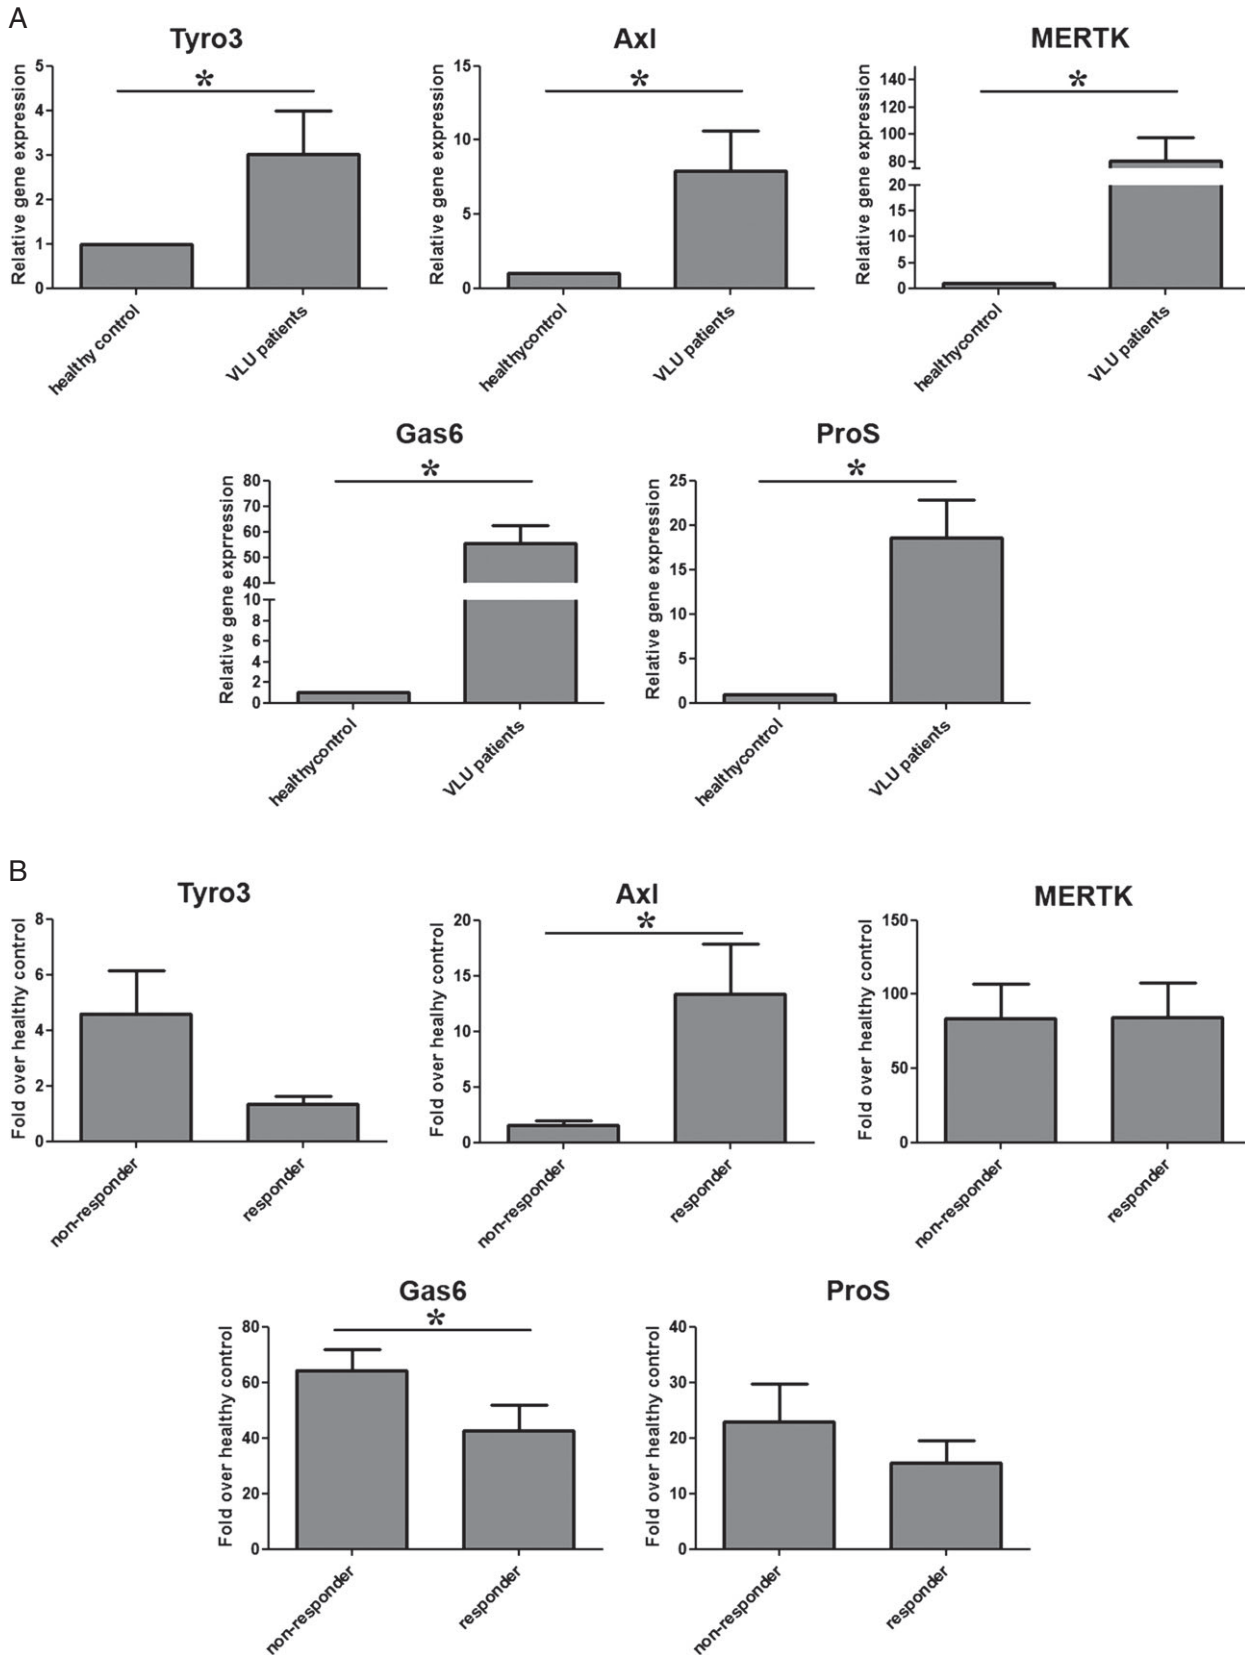 A
Tyro3
Axl
MERTK
*
*
*
Relative gene expression
5
4
3
2
1
0
healthy control
VLU patients
Relative gene expression
15
10
5
0
healthycontrol
VLU patients
Relative gene expression
140
120
100
80
20
15
10
5
0
healthycontrol
VLU patients
Gas6
ProS
*
*
Relative gene exprression
80
70
60
50
40
10
8
6
4
2
0
healthycontrol
VLU patients
Relative gene expression
25
20
15
10
5
0
healthycontrol
VLU patients
B
Tyro3
Axl
MERTK
*
Fold over healthy control
8
6
4
2
0
non-responder
responder
Fold over healhy control
20
15
10
5
0
non-responder
responder
Fold over healthy control
150
100
50
0
non-responder
responder
Gas6
ProS
*
Fold over healthy control
80
60
40
20
0
non-responder
responder
Fold over healthy control
40
30
20
10
0
non-responder
responder